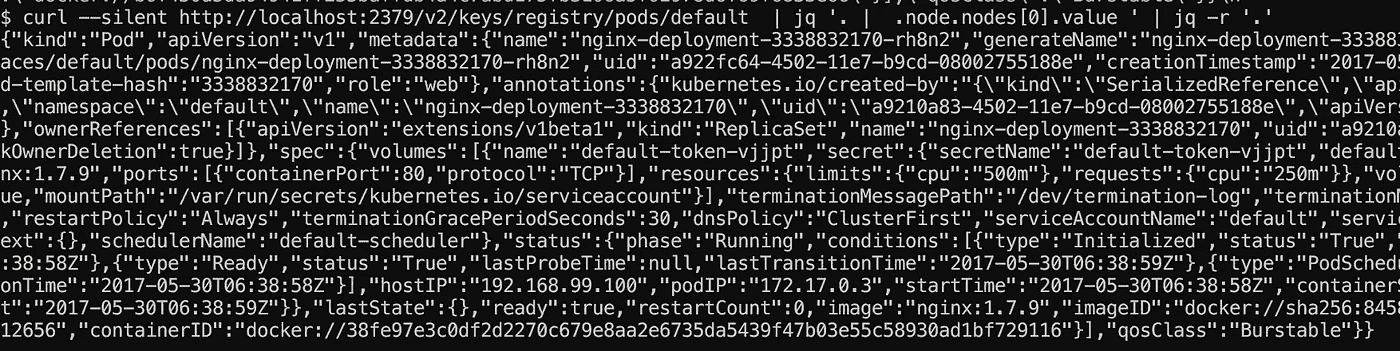 $ curl --silent http://localhost:2379/v2/keys/registry/pods/default  | jq '. |  .node.nodes[0].value ' | jq -r '.'
{"kind":"Pod","apiVersion":"v1","metadata":{"name":"nginx-deployment-3338832170-rh8n2","generateName":"nginx-deployment-33388
aces/default/pods/nginx-deployment-3338832170-rh8n2","uid":"a922fc64-4502-11e7-b9cd-08002755188e","creationTimestamp":"2017-05
d-template-hash":"3338832170","role":"web"},"annotations":{"kubernetes.io/created-by":"{\"kind\":\"SerializedReference\",\"api
,\"namespace\":\"default\",\"name\":\"nginx-deployment-3338832170\",\"uid\":\"a9210a83-4502-11e7-b9cd-08002755188e\",\"apiVers
},"ownerReferences":[{"apiVersion":"extensions/v1beta1","kind":"ReplicaSet","name":"nginx-deployment-3338832170","uid":"a9210
kOwnerDeletion":true}]},"spec":{"volumes":[{"name":"default-token-vjjpt","secret":{"secretName":"default-token-vjjpt","default
nx:1.7.9","ports":[{"containerPort":80,"protocol":"TCP"}],"resources":{"limits":{"cpu":"500m"},"requests":{"cpu":"250m"}},"vo
ue,"mountPath":"/var/run/secrets/kubernetes.io/serviceaccount"}],"terminationMessagePath":"/dev/termination-log","termination
,"restartPolicy":"Always","terminationGracePeriodSeconds":30,"dnsPolicy":"ClusterFirst","serviceAccountName":"default","servi
ext":{},"schedulerName":"default-scheduler"},"status":{"phase":"Running","conditions":[{"type":"Initialized","status":"True",
:38:58Z"},{"type":"Ready","status":"True","lastProbeTime":null,"lastTransitionTime":"2017-05-30T06:38:59Z"},{"type":"PodSched
onTime":"2017-05-30T06:38:58Z"}],"hostIP":"192.168.99.100","podIP":"172.17.0.3","startTime":"2017-05-30T06:38:58Z","containerS
t":"2017-05-30T06:38:59Z"}},"lastState":{},"ready":true,"restartCount":0,"image":"nginx:1.7.9","imageID":"docker://sha256:845
12656","containerID":"docker://38fe97e3c0df2d2270c679e8aa2e6735da5439f47b03e55c58930ad1bf729116"}],"qosClass":"Burstable"}}